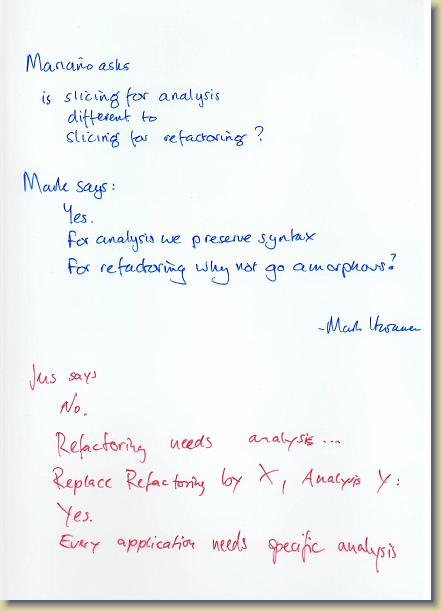 Mariano asks
is slicing for analysis
different to
slicing for refactoring ?
Mark says:
Yes.
for analysis we preserve syntax
for refactoring why not go amorphous?
-Mark Harman
Jens says
No.
Refactoring needs analysis...
Replace Refactoring by X, Analysis Y:
Yes.
Every application needs specific analysis